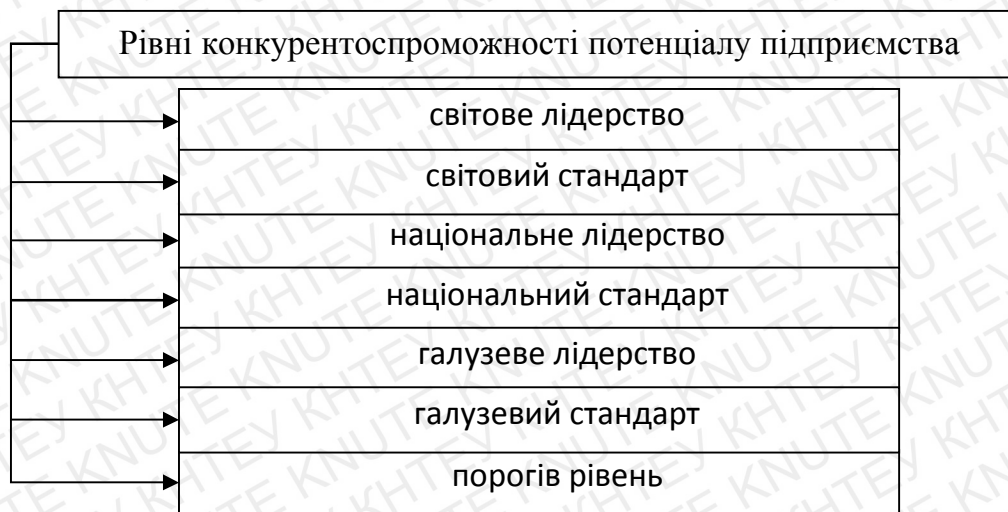 Рівні конкурентоспроможності потенціалу підприємства
світове лідерство
світовий стандарт
національне лідерство
національний стандарт
галузеве лідерство
галузевий стандарт
порогів рівень